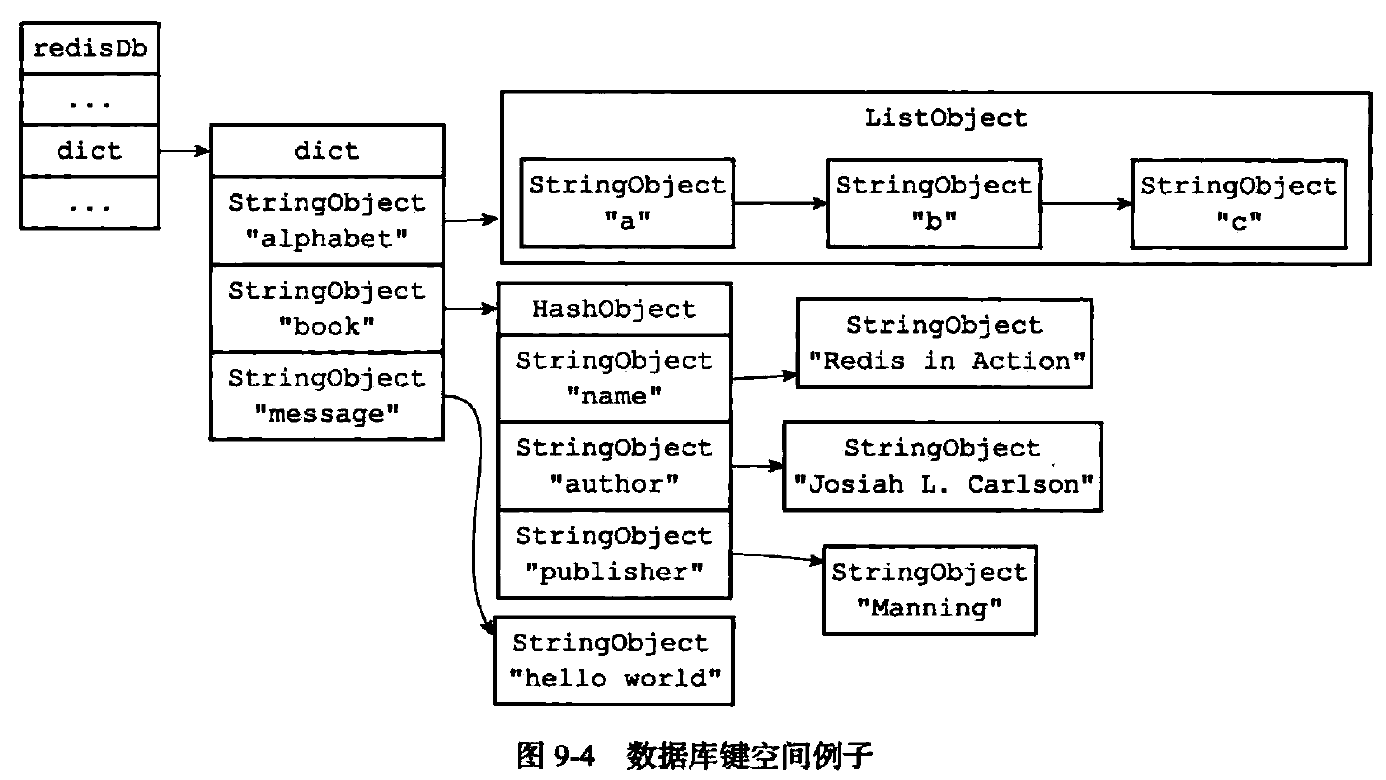 redisDb
...
dict
...
dict
StringObject
"alphabet"
StringObject
"book"
StringObject
"message"
ListObject
StringObject
"a"
StringObject
"b"
StringObject
"c"
HashObject
StringObject
"name"
StringObject
"author"
StringObject
"publisher"
StringObject
"Redis in Action"
StringObject
"Josiah L. Carlson"
StringObject
"Manning"
StringObject
"hello world"
图 9-4 数据库键空间例子